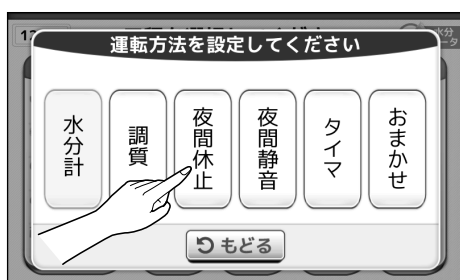 運転方法を設定してください
水分計
調質
夜間休止
夜間静音
タイマ
おまかせ
もどる